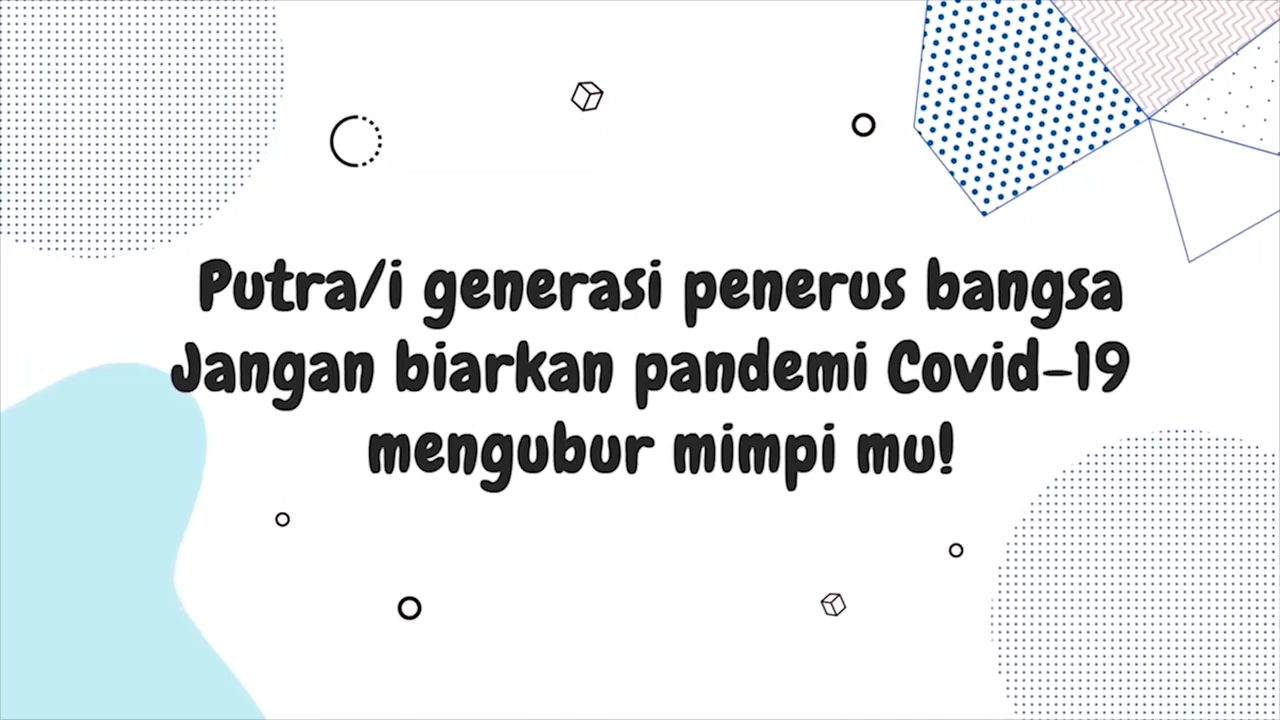 Putra/i generasi penerus bangsa
Jangan biarkan pandemi Covid-19
mengubur mimpi mu!